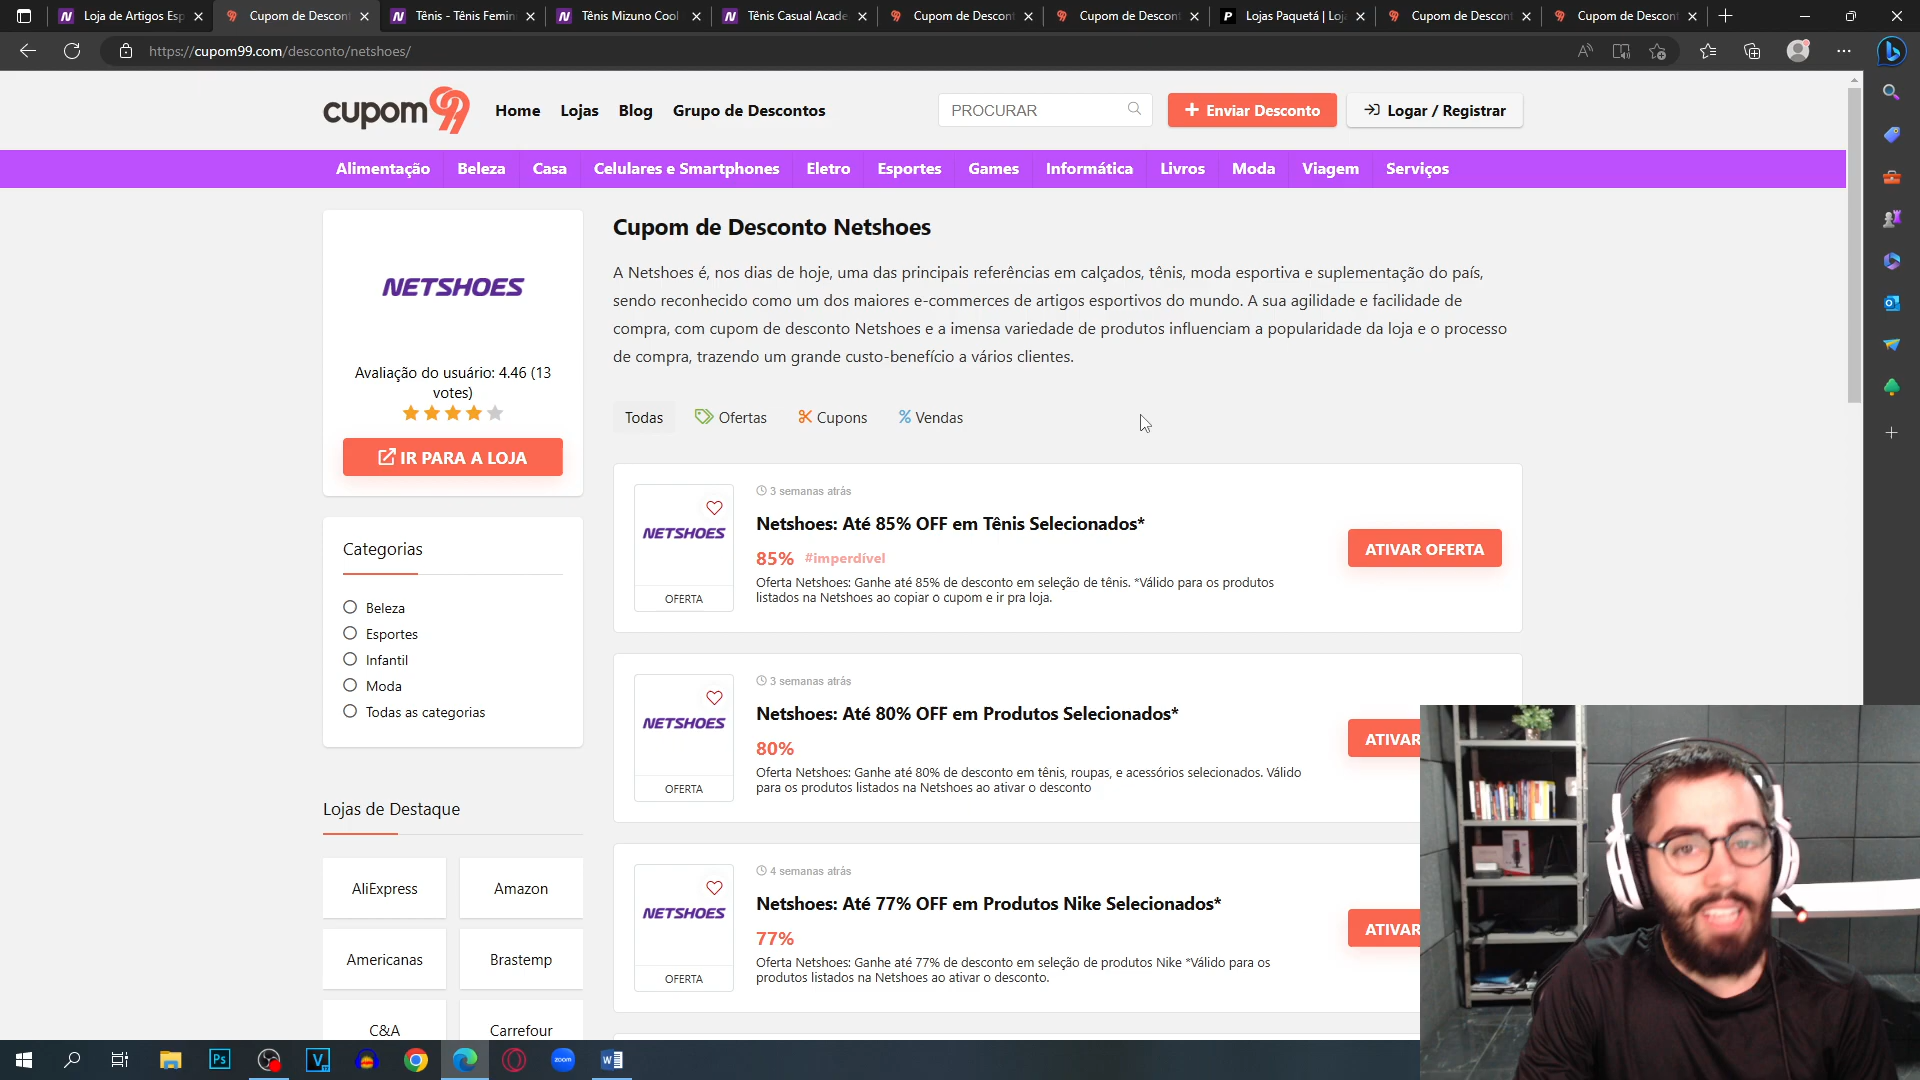 Loja de Artigos Esp
Cupom de Descon
Tênis - Tênis Femin
Tênis Mizuno Cool
Tênis Casual Acade
Cupom de Descon
Cupom de Descon
Lojas Paquetá | Loj
Cupom de Descon
Cupom de Descon
https://cupom99.com/desconto/netshoes/
cupom99
Home
Lojas
Blog
Grupo de Descontos
PROCURAR
Enviar Desconto
Logar / Registrar
Alimentação
Beleza
Casa
Celulares e Smartphones
Eletro
Esportes
Games
Informática
Livros
Moda
Viagem
Serviços
NETSHOES
Avaliação do usuário: 4.46 (13
votes)
IR PARA A LOJA
Categorias
Beleza
Esportes
Infantil
Moda
Todas as categorias
Lojas de Destaque
AliExpress
Amazon
Americanas
Brastemp
C&A
Carrefour
Cupom de Desconto Netshoes
A Netshoes é, nos dias de hoje, uma das principais referências em calçados, tênis, moda esportiva e suplementação do país,
sendo reconhecido como um dos maiores e-commerces de artigos esportivos do mundo. A sua agilidade e facilidade de
compra, com cupom de desconto Netshoes e a imensa variedade de produtos influenciam a popularidade da loja e o processo
de compra, trazendo um grande custo-benefício a vários clientes.
Todas
Ofertas
Cupons
Vendas
NETSHOES
OFERTA
3 semanas atrás
Netshoes: Até 85% OFF em Tênis Selecionados*
85% #imperdível
Oferta Netshoes: Ganhe até 85% de desconto em seleção de tênis. *Válido para os produtos
listados na Netshoes ao copiar o cupom e ir pra loja.
ATIVAR OFERTA
NETSHOES
OFERTA
3 semanas atrás
Netshoes: Até 80% OFF em Produtos Selecionados*
80%
Oferta Netshoes: Ganhe até 80% de desconto em tênis, roupas, e acessórios selecionados. Válido
para os produtos listados na Netshoes ao ativar o desconto
ATIVAR
NETSHOES
OFERTA
4 semanas atrás
Netshoes: Até 77% OFF em Produtos Nike Selecionados*
77%
Oferta Netshoes: Ganhe até 77% de desconto em seleção de produtos Nike *Válido para os
produtos listados na Netshoes ao ativar o desconto.
ATIVAR
Ps
V
zoom
W